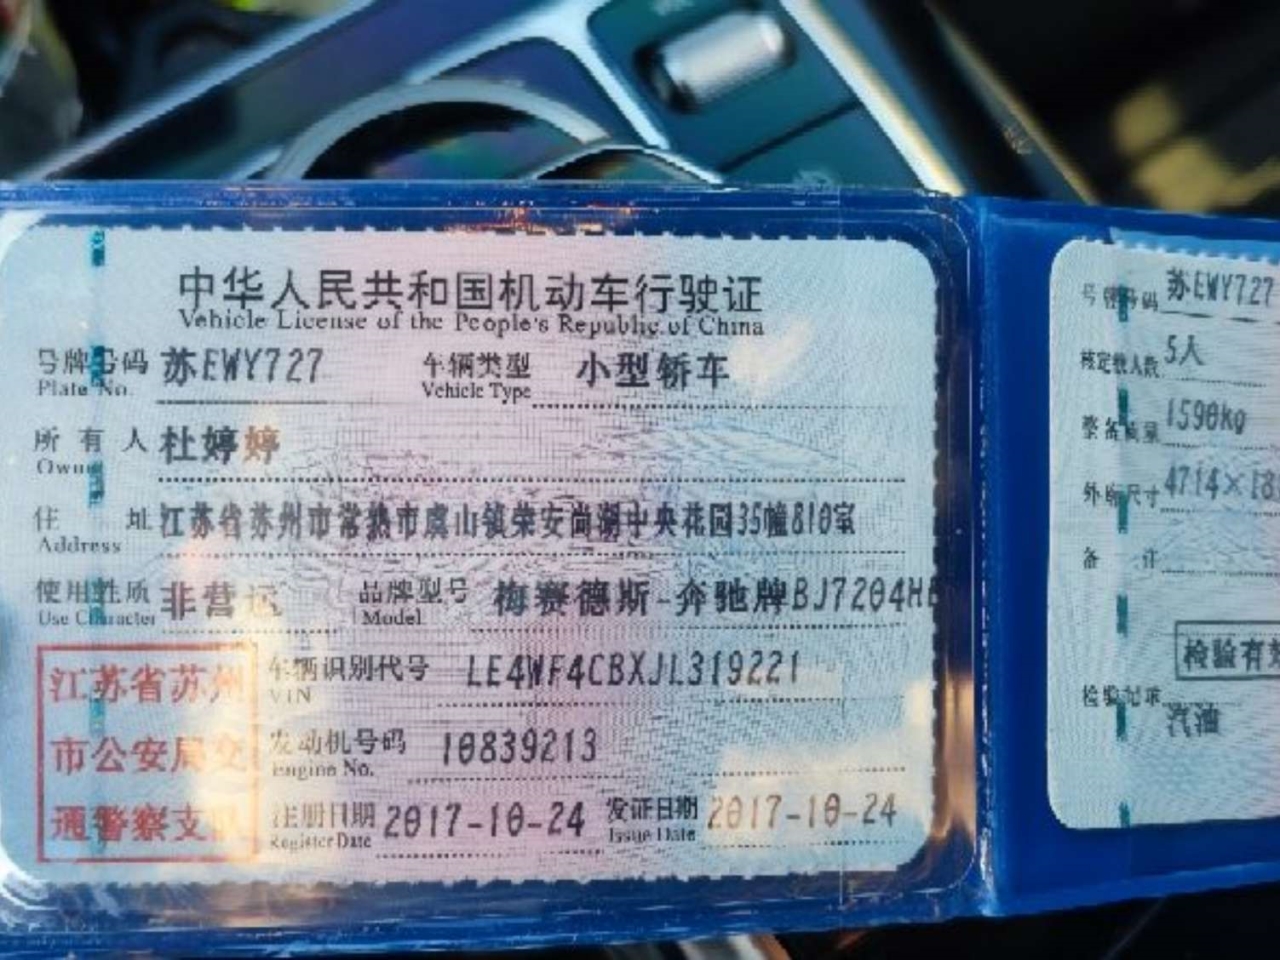 中华人民共和国机动车行驶证
Vehicle License of the People's Republic of China
号牌号码 苏EWY727 车辆类型 小型轿车
Plate No. Vehicle Type
所有人 杜婷婷
Owner
住址 江苏省苏州市常熟市虞山镇荣安尚湖中央花园35幢810室
Address
使用性质 非营运 品牌型号 梅赛德斯-奔驰牌BJ7204H
Use Character Model
车辆识别代号 LE4WF4CBXJL319221
VIN
发动机号码 10839213
Engine No.
注册日期 2017-10-24 发证日期 2017-10-24
Register Date Issue Date
江苏省苏州
市公安局交
通警察支队
号牌号码 苏EWY727
核定载人数 5人
整备质量 1590kg
外廓尺寸 4714×18
备注
检验有效
检验记录
汽油